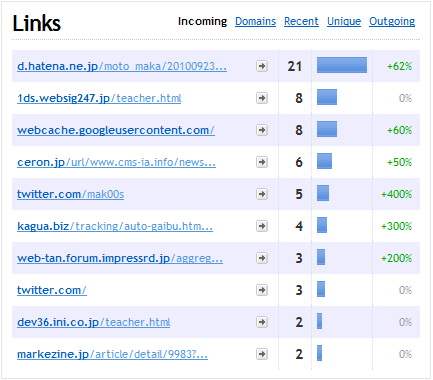 Links Incoming Domains Recent Unique Outgoing
d.hatena.ne.jp/moto_maka/20100923... 21 +62%
1ds.websig247.jp/teacher.html 8 0%
webcache.googleusercontent.com/ 8 +60%
ceron.jp/url/www.cms-ia.info/news... 6 +50%
twitter.com/mak00s 5 +400%
kagua.biz/tracking/auto-gaibu.htm... 4 +300%
web-tan.forum.impressrd.jp/aggreg... 3 +200%
twitter.com/ 3 0%
dev36.ini.co.jp/teacher.html 2 0%
markezine.jp/article/detail/9983?... 2 0%